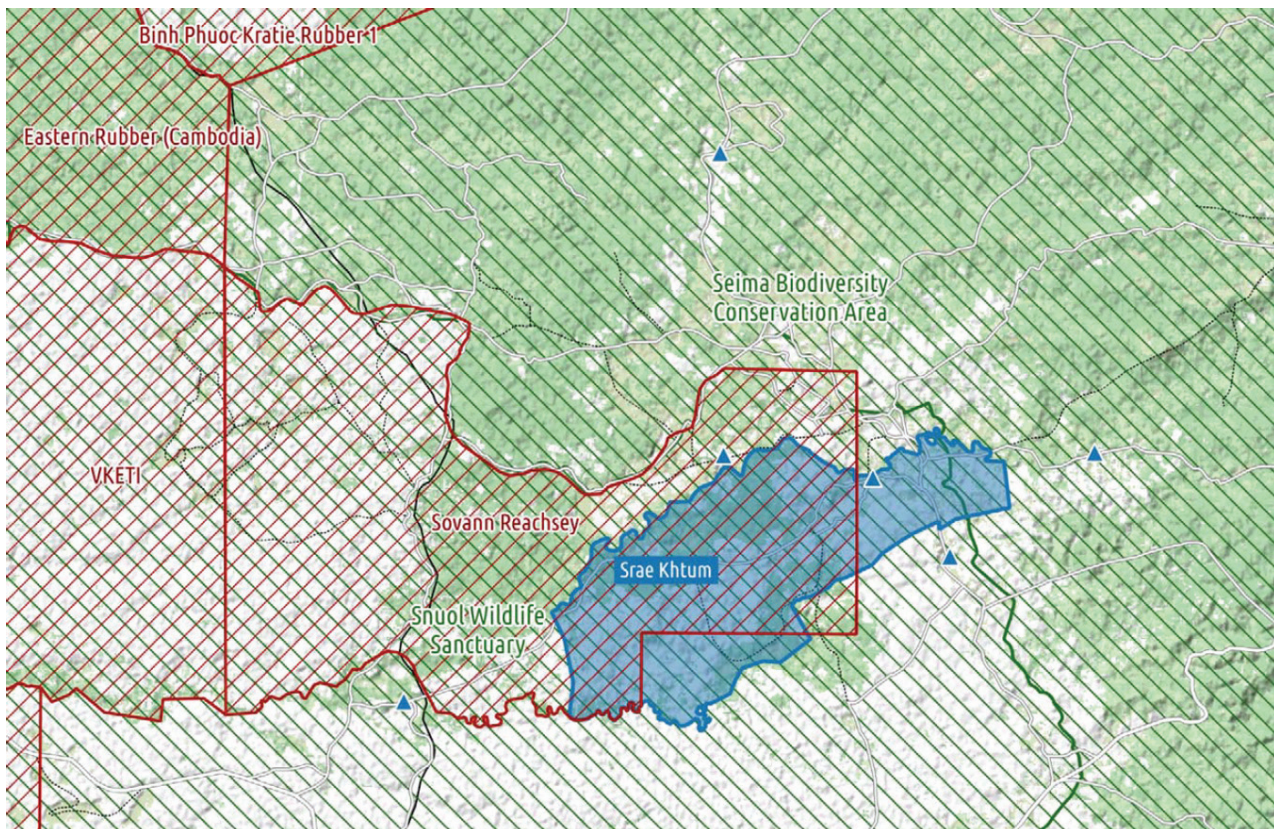 Binh Phuoc Kratie Rubber 1
Eastern Rubber (Cambodia)
Seima Biodiversity
Conservation Area
VKETI
Sovann Reachsey
Srae Khtum
Snuol Wildlife
Sanctuary